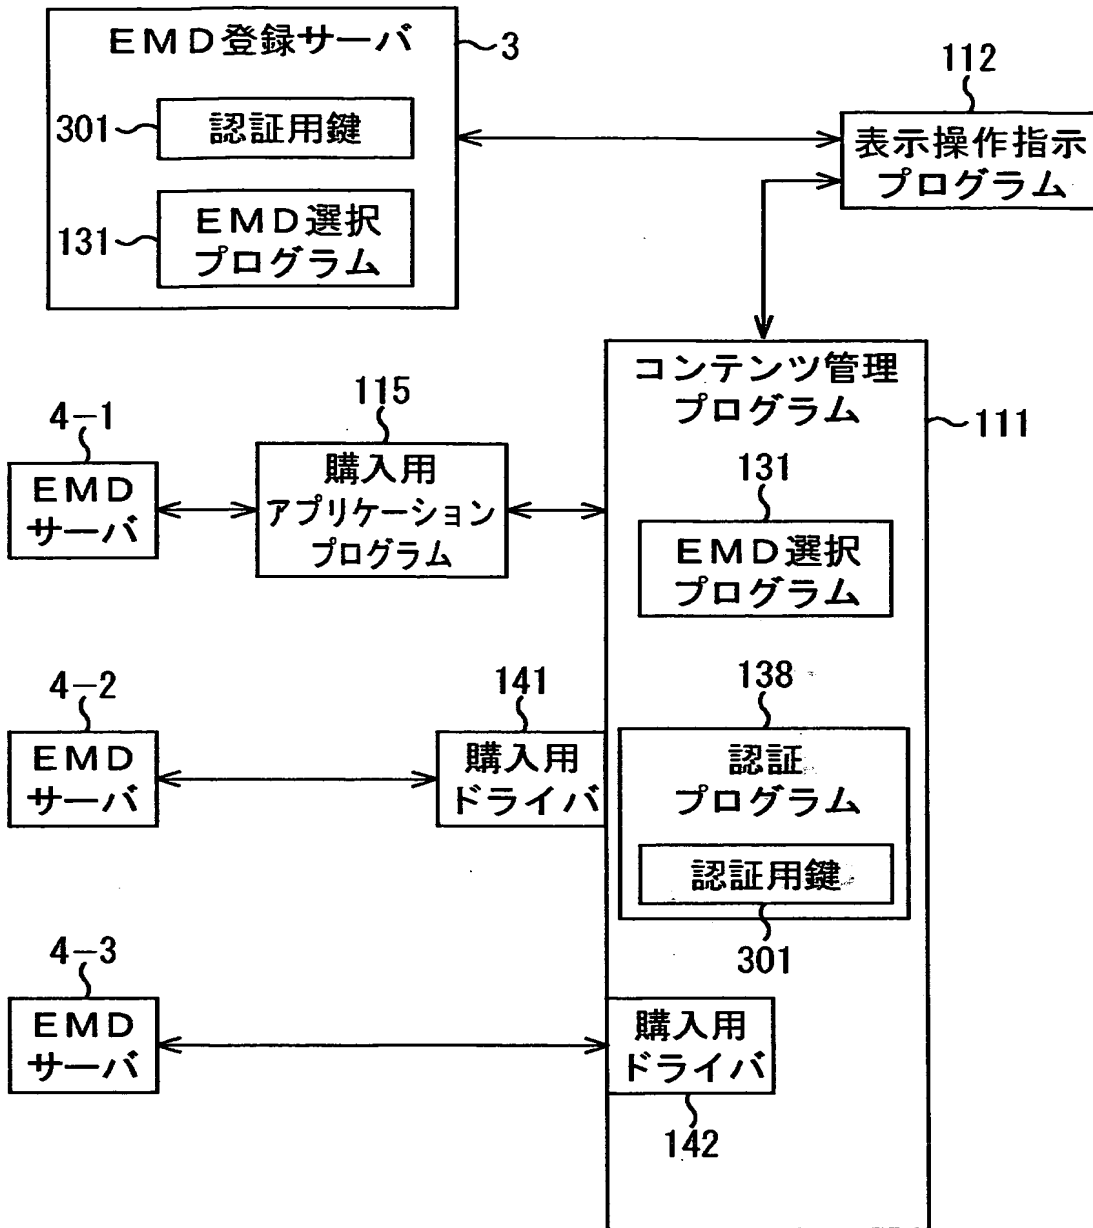 EMD登録サーバ
3
301
認証用鍵
131
EMD選択
プログラム
112
表示操作指示
プログラム
コンテンツ管理
プログラム
111
4-1
EMD
サーバ
115
購入用
アプリケーション
プログラム
131
EMD選択
プログラム
4-2
EMD
サーバ
141
購入用
ドライバ
138
認証
プログラム
認証用鍵
301
4-3
EMD
サーバ
購入用
ドライバ
142